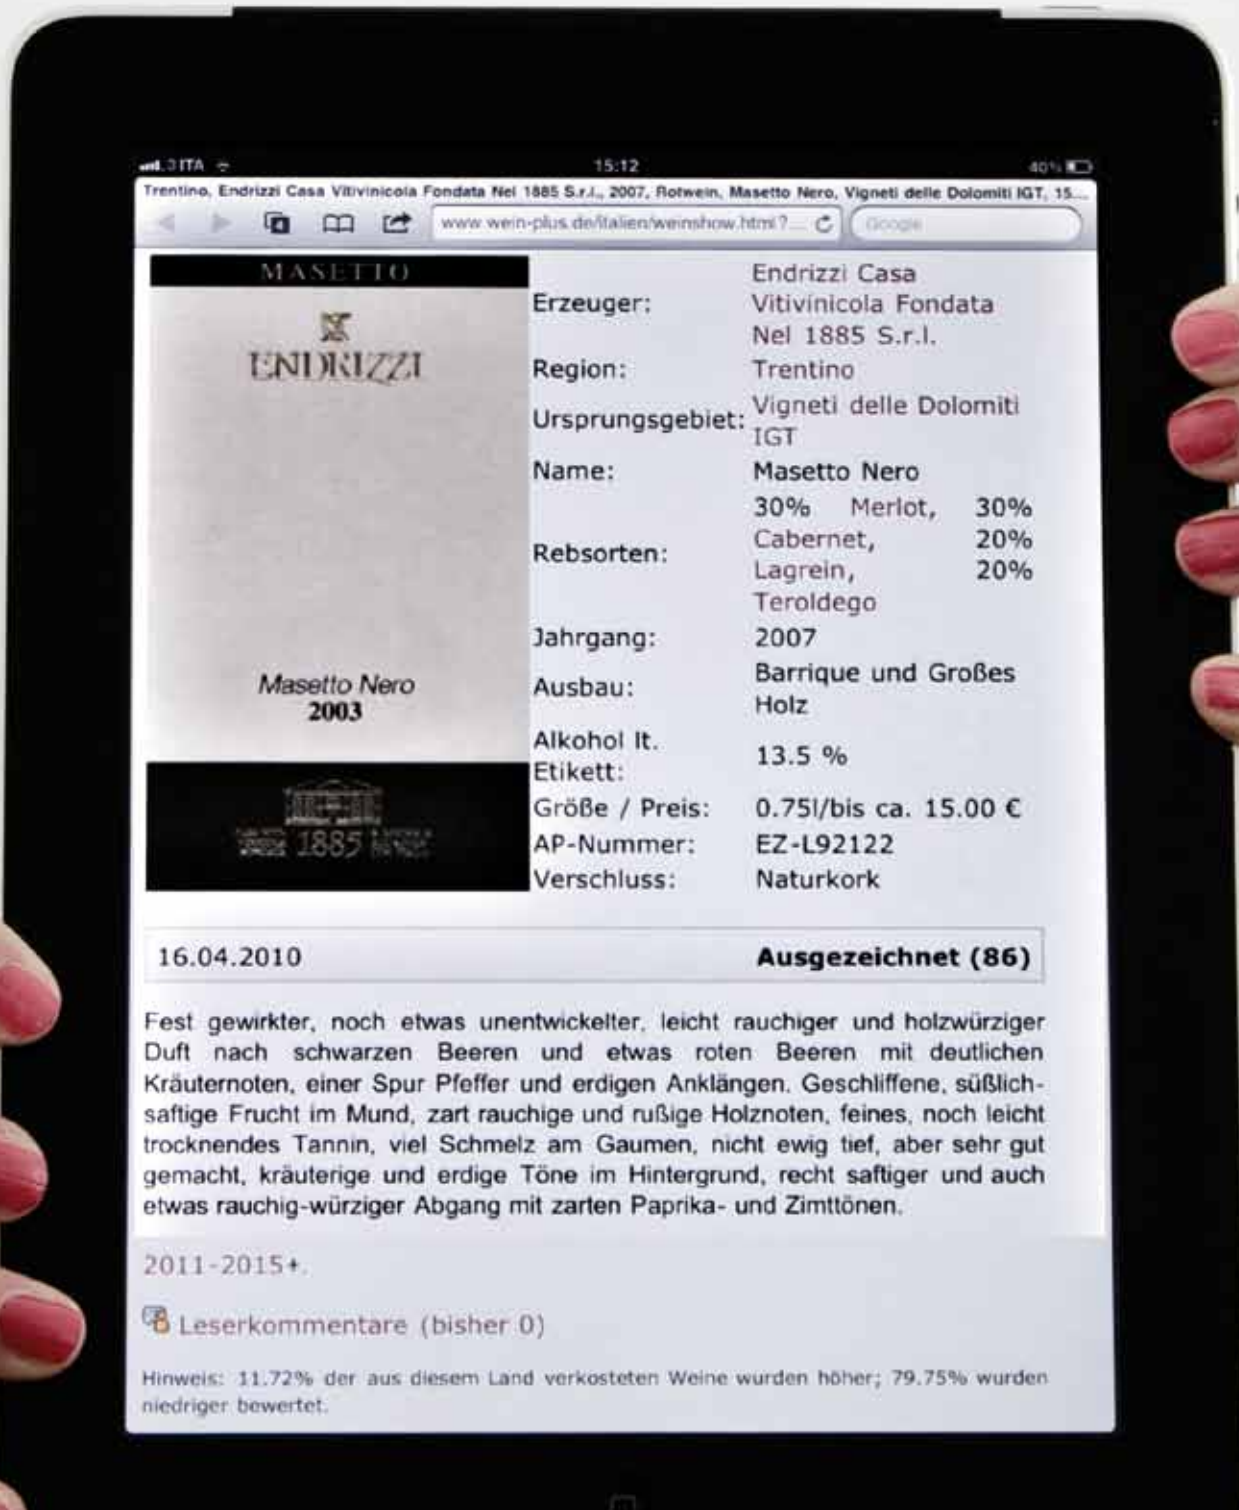 3 ITA
15:12
40%
Trentino, Endrizzi Casa Vitivinicola Fondata Nel 1885 S.r.l., 2007, Rotwein, Masetto Nero, Vigneti delle Dolomiti IGT, 15...
4
www.wein-plus.de/italien/weinshow.html?...
Google
MASETTO
ENDRIZZI
Masetto Nero
2003
1885
Erzeuger:
Endrizzi Casa
Vitivinicola Fondata
Nel 1885 S.r.l.
Region: Trentino
Ursprungsgebiet:
Vigneti delle Dolomiti
IGT
Name: Masetto Nero
Rebsorten:
30% Merlot, 30%
Cabernet, 20%
Lagrein, 20%
Teroldego
Jahrgang: 2007
Ausbau:
Barrique und Großes
Holz
Alkohol lt.
Etikett:
13.5 %
Größe / Preis: 0.75l/bis ca. 15.00 €
AP-Nummer: EZ-L92122
Verschluss: Naturkork
16.04.2010 Ausgezeichnet (86)
Fest gewirkter, noch etwas unentwickelter, leicht rauchiger und holzwürziger
Duft nach schwarzen Beeren und etwas roten Beeren mit deutlichen
Kräuternoten, einer Spur Pfeffer und erdigen Anklängen. Geschliffene, süßlich-
saftige Frucht im Mund, zart rauchige und rußige Holznoten, feines, noch leicht
trocknendes Tannin, viel Schmelz am Gaumen, nicht ewig tief, aber sehr gut
gemacht, kräuterige und erdige Töne im Hintergrund, recht saftiger und auch
etwas rauchig-würziger Abgang mit zarten Paprika- und Zimttönen.
2011-2015+.
Leserkommentare (bisher 0)
Hinweis: 11.72% der aus diesem Land verkosteten Weine wurden höher; 79.75% wurden
niedriger bewertet.